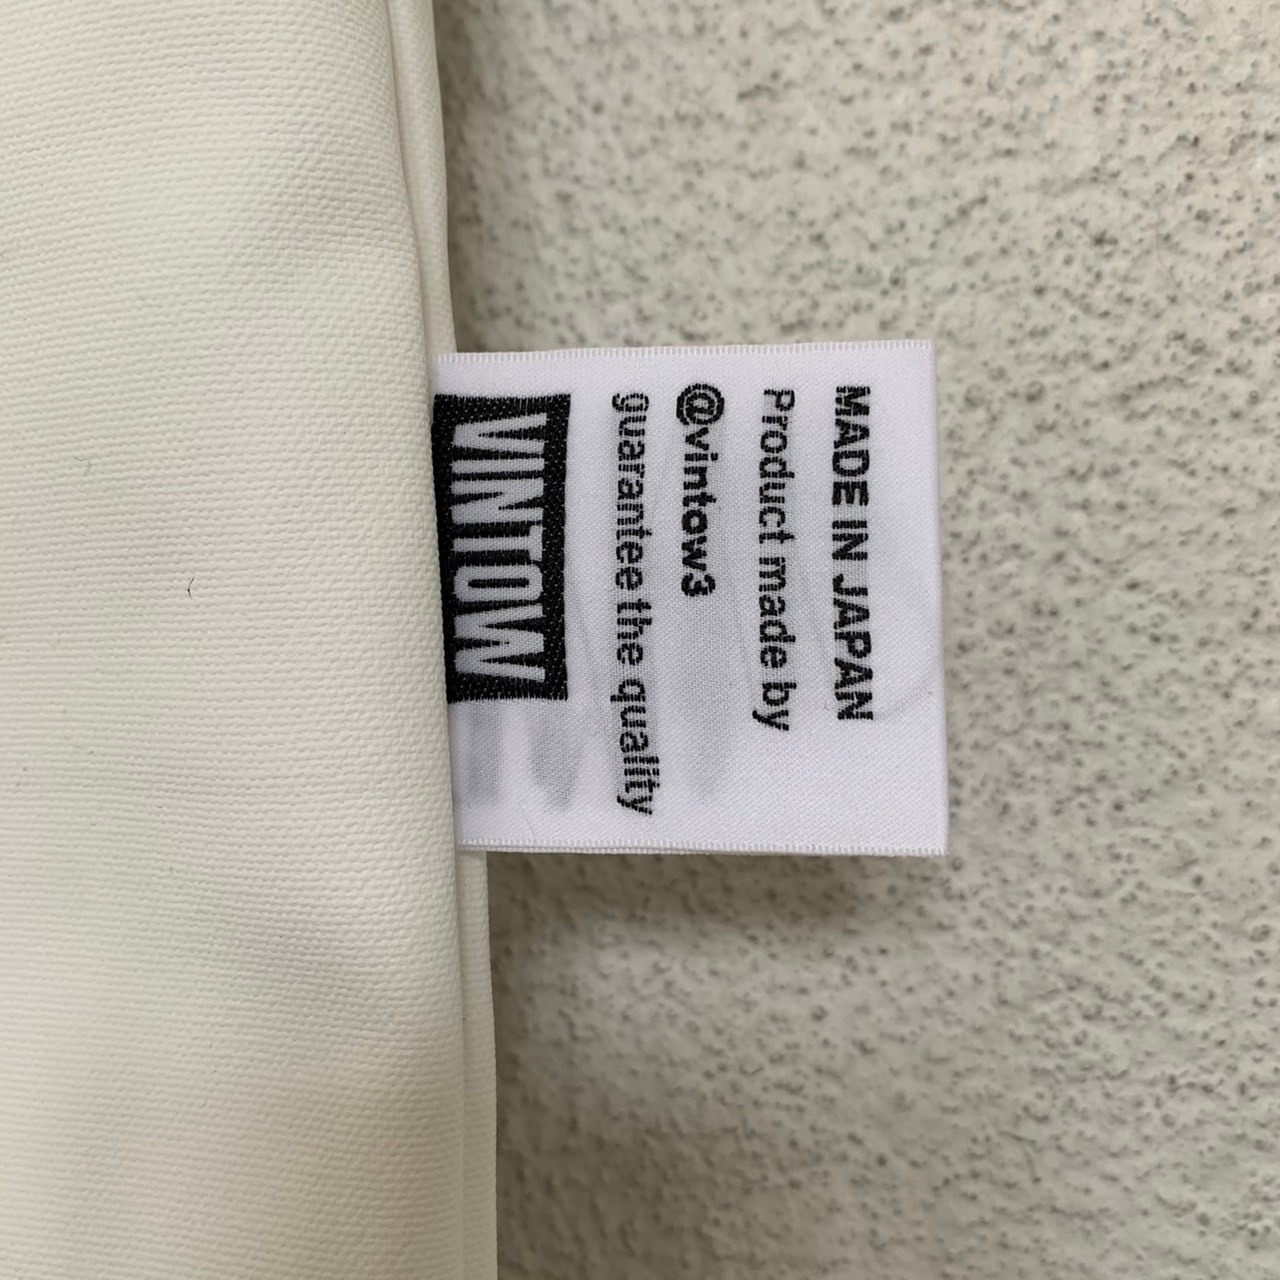 MADE IN JAPAN
Product made by
@vintow3
guarantee the quality
VINTOW